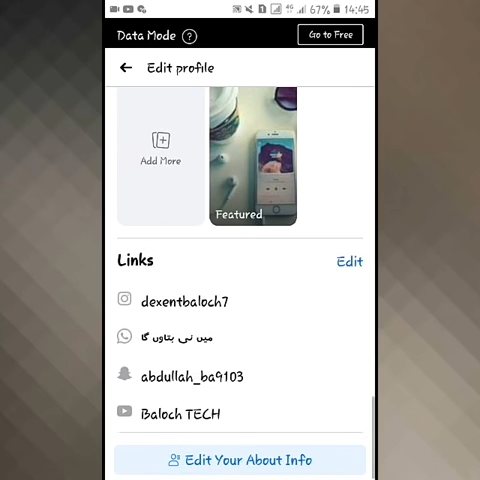 4G 67% 14:45
Data Mode ? Go to Free
Edit profile
Add More
Featured
Links Edit
dexentbaloch7
میں نی بتاوں گا
abdullah_ba9103
Baloch TECH
Edit Your About Info